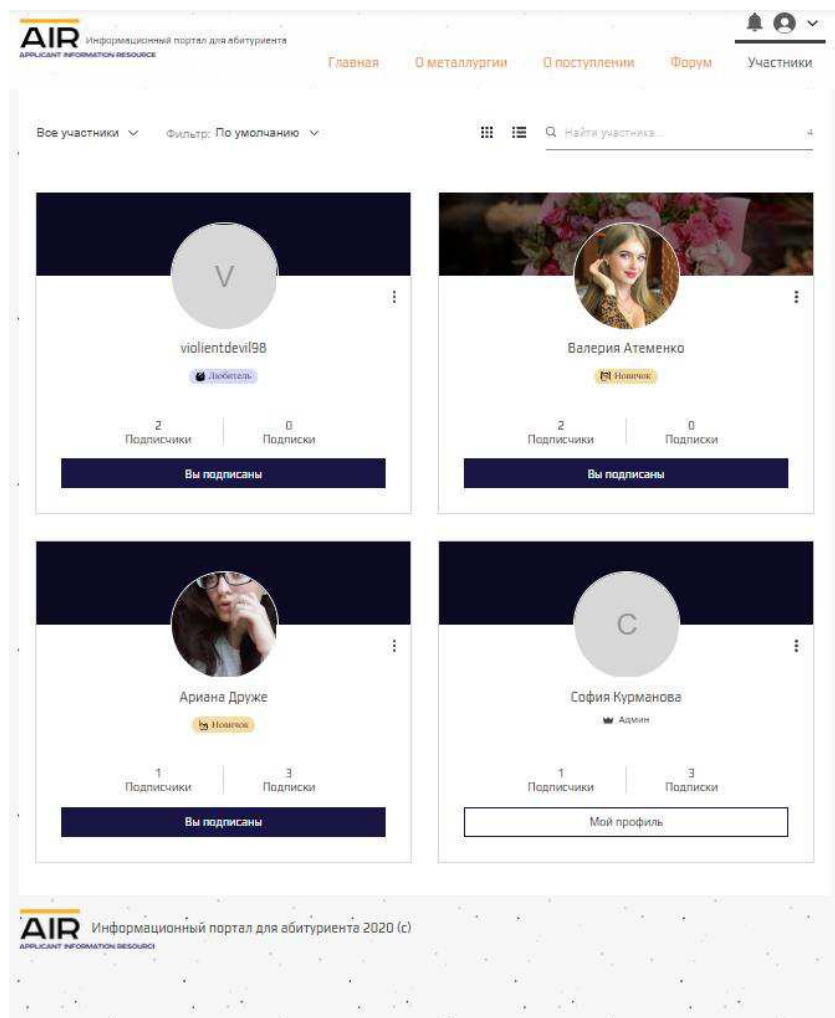 AIR Информационный портал для абитуриента
APPLICANT INFORMATION RESOURCE
Главная О металлургии О поступлении Форум Участники
Все участники Фильтр: По умолчанию Найти участника... 4
V
violientdevil98
Любитель
2 0
Подписчики Подписки
Вы подписаны
Валерия Атеменко
Новичок
2 0
Подписчики Подписки
Вы подписаны
Ариана Друже
Новичок
1 3
Подписчики Подписки
Вы подписаны
С
София Курманова
Админ
1 3
Подписчики Подписки
Мой профиль
AIR Информационный портал для абитуриента 2020 (с)
APPLICANT INFORMATION RESOURCI